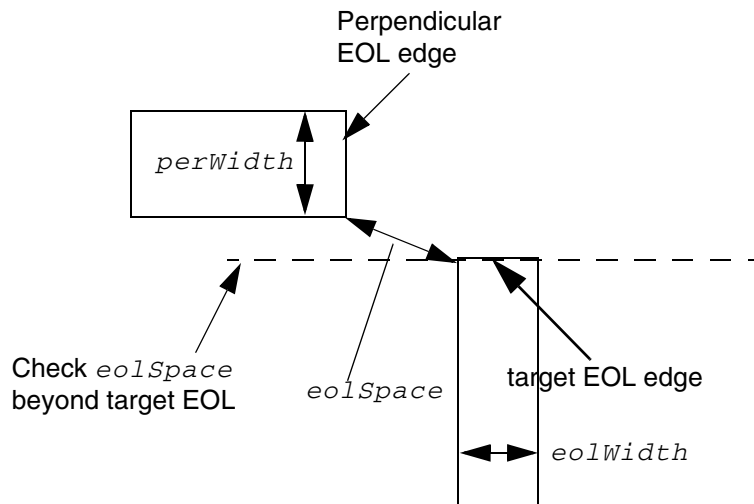 Perpendicular
EOL edge
perWidth
Check eolSpace
beyond target EOL
eolSpace
target EOL edge
eolWidth